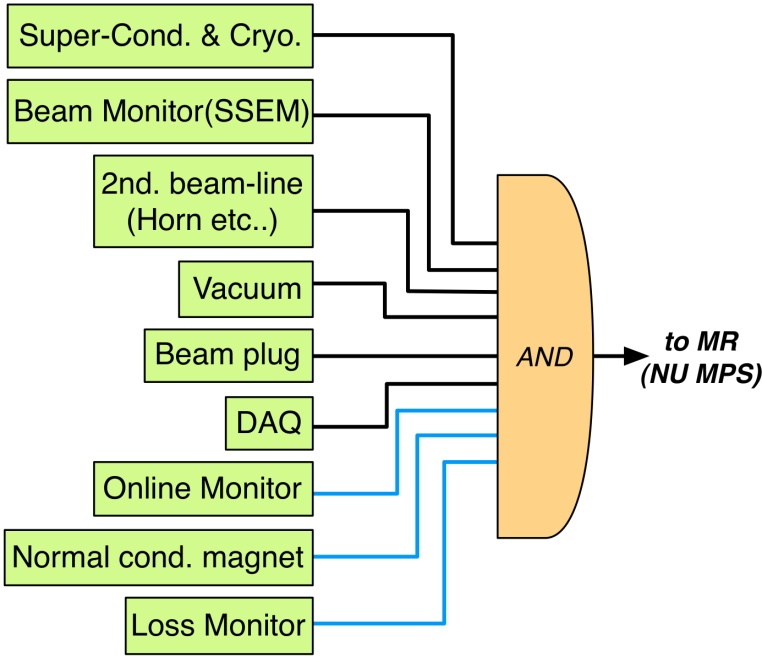 Super-Cond. & Cryo.
Beam Monitor(SSEM)
2nd. beam-line
(Horn etc..)
Vacuum
Beam plug
DAQ
Online Monitor
Normal cond. magnet
Loss Monitor
AND
to MR
(NU MPS)